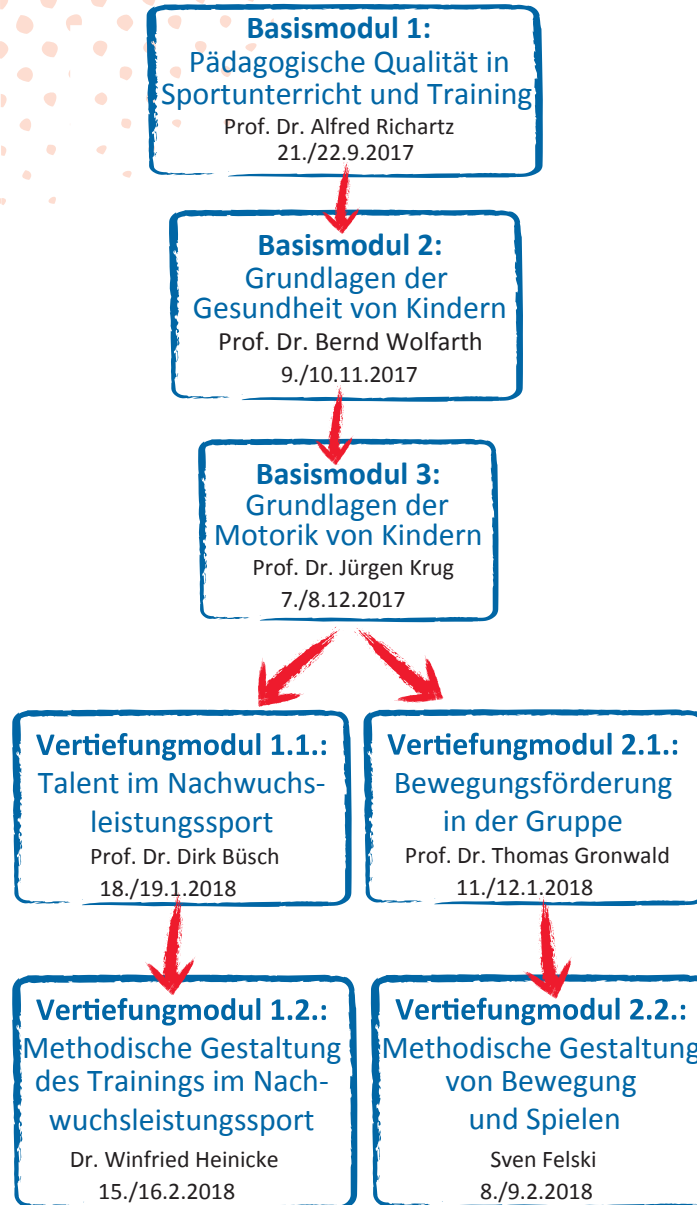 Basismodul 1:
Pädagogische Qualität in
Sportunterricht und Training
Prof. Dr. Alfred Richartz
21./22.9.2017
Basismodul 2:
Grundlagen der
Gesundheit von Kindern
Prof. Dr. Bernd Wolfarth
9./10.11.2017
Basismodul 3:
Grundlagen der
Motorik von Kindern
Prof. Dr. Jürgen Krug
7./8.12.2017
Vertiefungmodul 1.1.:
Talent im Nachwuchs-
leistungssport
Prof. Dr. Dirk Büsch
18./19.1.2018
Vertiefungmodul 2.1.:
Bewegungsförderung
in der Gruppe
Prof. Dr. Thomas Gronwald
11./12.1.2018
Vertiefungmodul 1.2.:
Methodische Gestaltung
des Trainings im Nach-
wuchsleistungssport
Dr. Winfried Heinicke
15./16.2.2018
Vertiefungmodul 2.2.:
Methodische Gestaltung
von Bewegung
und Spielen
Sven Felski
8./9.2.2018